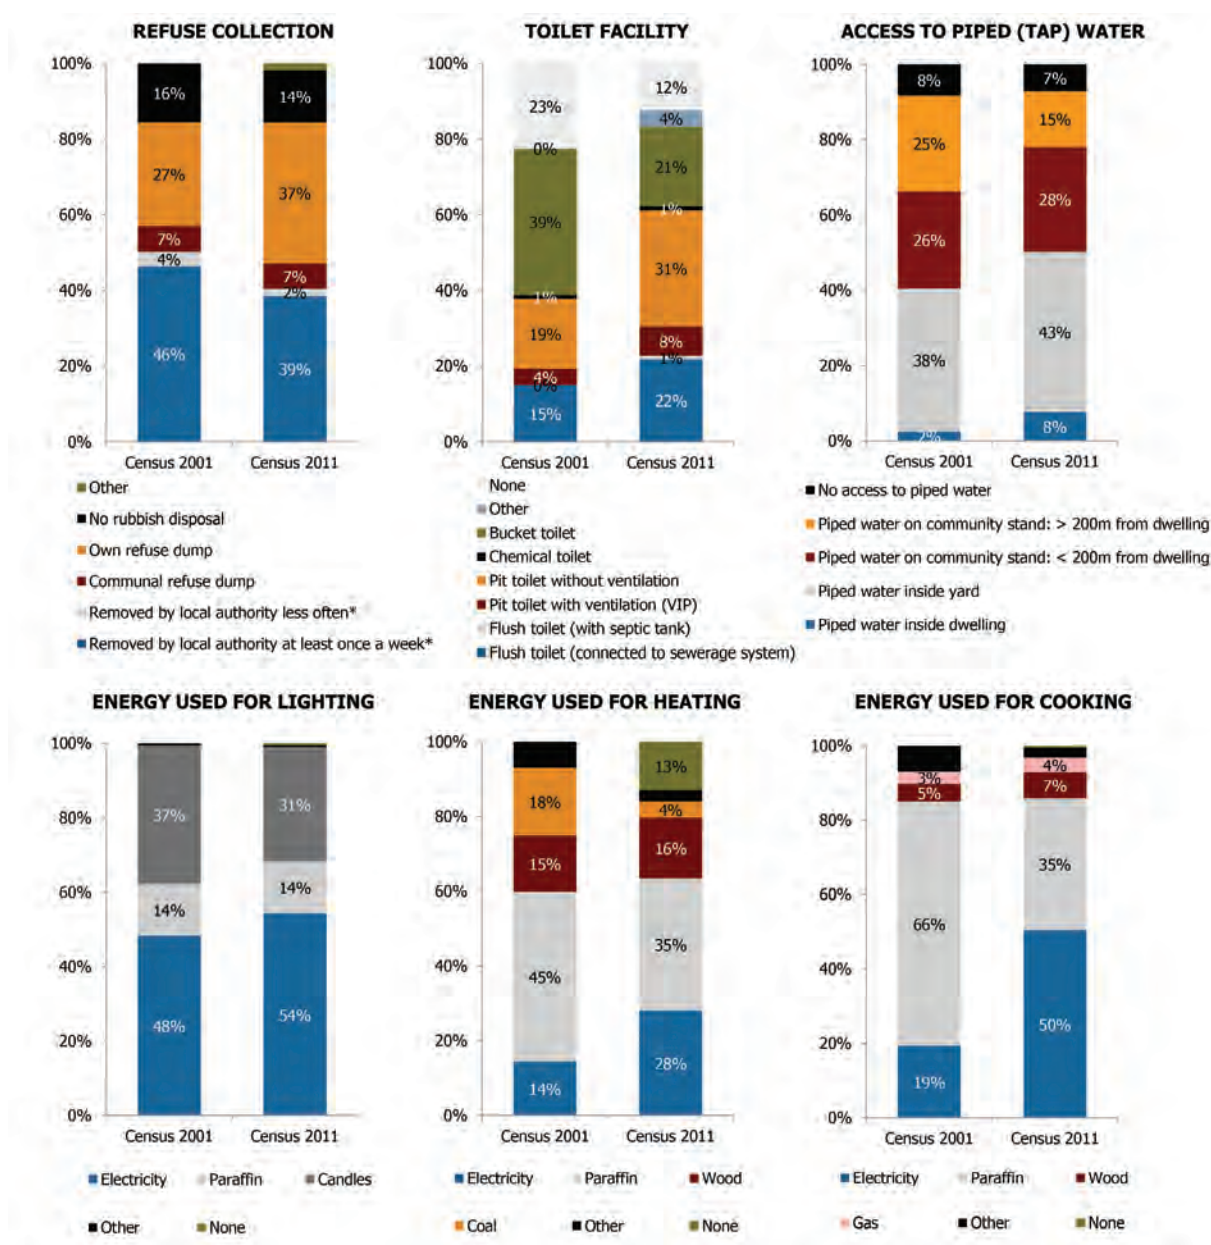 REFUSE COLLECTION
100%
80%
60%
40%
20%
0%
16%
27%
7%
4%
46%
14%
37%
7%
2%
39%
Census 2001
Census 2011
Other
No rubbish disposal
Own refuse dump
Communal refuse dump
Removed by local authority less often*
Removed by local authority at least once a week*
TOILET FACILITY
100%
80%
60%
40%
20%
0%
23%
0%
39%
1%
19%
4%
0%
15%
12%
4%
21%
1%
31%
8%
1%
22%
Census 2001
Census 2011
None
Other
Bucket toilet
Chemical toilet
Pit toilet without ventilation
Pit toilet with ventilation (VIP)
Flush toilet (with septic tank)
Flush toilet (connected to sewerage system)
ACCESS TO PIPED (TAP) WATER
100%
80%
60%
40%
20%
0%
8%
25%
26%
38%
2%
7%
15%
28%
43%
8%
Census 2001
Census 2011
No access to piped water
Piped water on community stand: > 200m from dwelling
Piped water on community stand: < 200m from dwelling
Piped water inside yard
Piped water inside dwelling
ENERGY USED FOR LIGHTING
100%
80%
60%
40%
20%
0%
37%
14%
48%
31%
14%
54%
Census 2001
Census 2011
Electricity
Paraffin
Candles
Other
None
ENERGY USED FOR HEATING
100%
80%
60%
40%
20%
0%
18%
15%
45%
14%
13%
4%
16%
35%
28%
Census 2001
Census 2011
Electricity
Paraffin
Wood
Coal
Other
None
ENERGY USED FOR COOKING
100%
80%
60%
40%
20%
0%
3%
5%
66%
19%
4%
7%
35%
50%
Census 2001
Census 2011
Electricity
Paraffin
Wood
Gas
Other
None